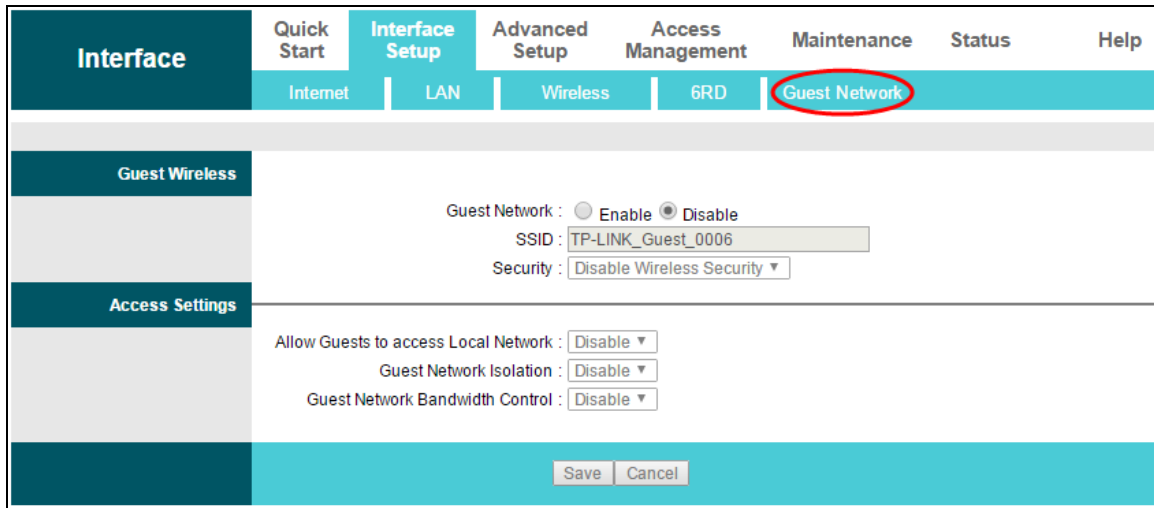 Interface
Quick Start
Interface Setup
Advanced Setup
Access Management
Maintenance
Status
Help
Internet
LAN
Wireless
6RD
Guest Network
Guest Wireless
Guest Network : Enable Disable
SSID : TP-LINK_Guest_0006
Security : Disable Wireless Security
Access Settings
Allow Guests to access Local Network : Disable
Guest Network Isolation : Disable
Guest Network Bandwidth Control : Disable
Save Cancel